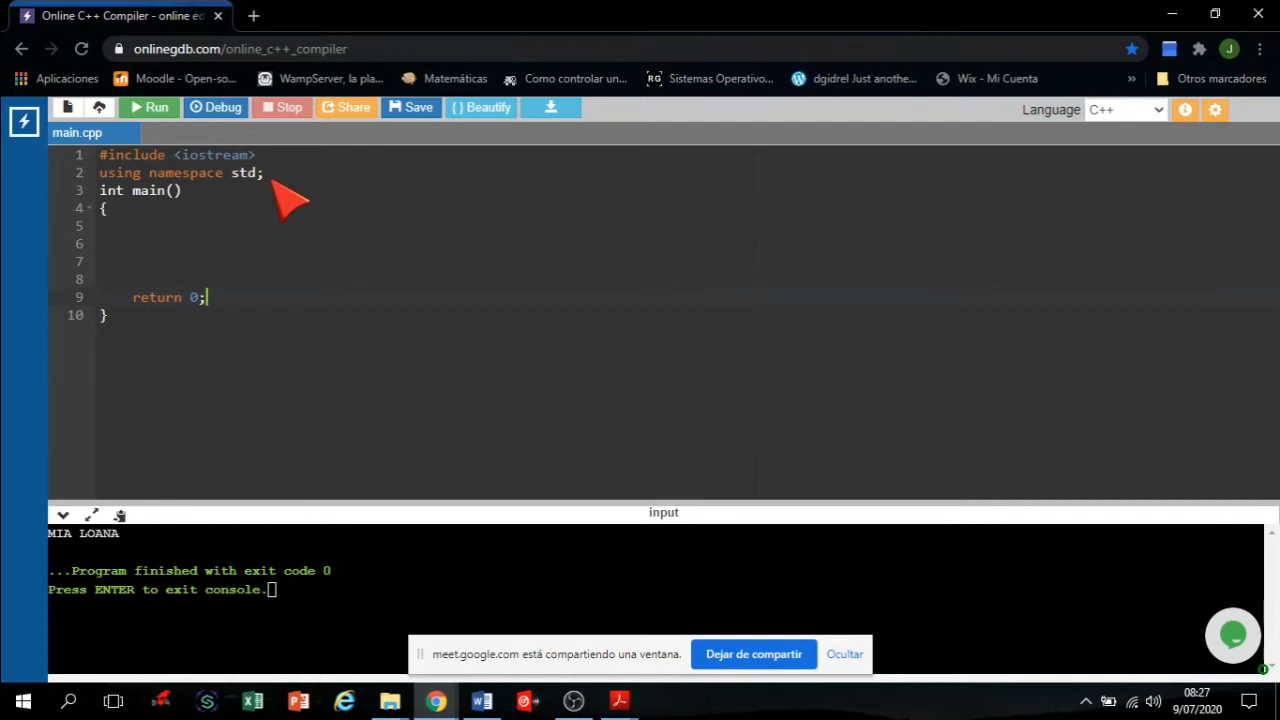 Online C++ Compiler - online ed
onlinegdb.com/online_c++_compiler
J
Aplicaciones
Moodle - Open-so...
WampServer, la pla...
Matemáticas
Como controlar un...
RG
Sistemas Operativo...
dgidrel Just anothe...
Wix - Mi Cuenta
»
Otros marcadores
Run
Debug
Stop
Share
Save
{ } Beautify
Language
C++
main.cpp
1 #include <iostream>
2 using namespace std;
3 int main()
4 {
5
6
7
8
9 return 0;
10 }
input
MIA LOANA
...Program finished with exit code 0
Press ENTER to exit console.
meet.google.com está compartiendo una ventana.
Dejar de compartir
Ocultar
08:27
9/07/2020